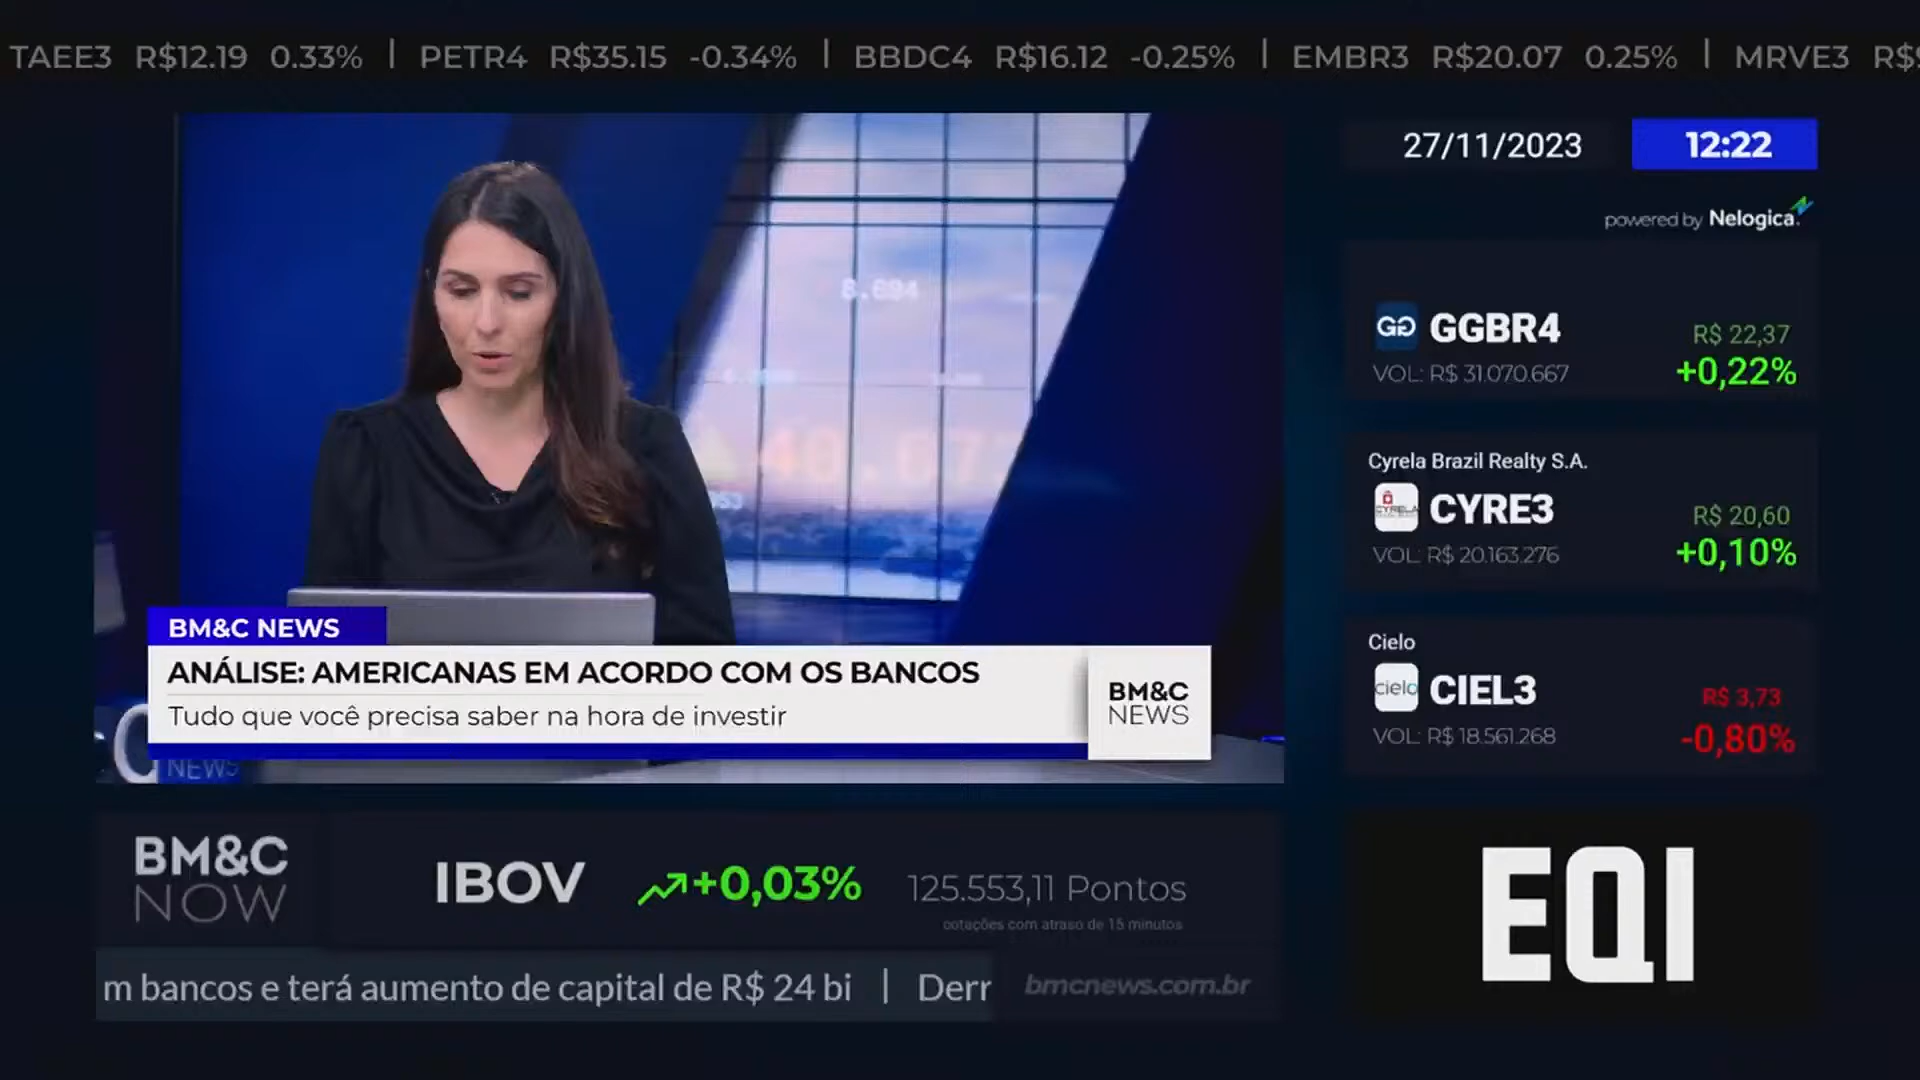 TAEE3 R$12.19 0.33% | PETR4 R$35.15 -0.34% | BBDC4 R$16.12 -0.25% | EMBR3 R$20.07 0.25% | MRVE3
27/11/2023 12:22
powered by Nelogica
8.694
GGBR4
R$ 22,37
VOL: R$ 31.070.667
+0,22%
Cyrela Brazil Realty S.A.
CYRELA
CYRE3
R$ 20,60
VOL: R$ 20.163.276
+0,10%
Cielo
cielo
CIEL3
R$ 3,73
VOL: R$ 18.561.268
-0,80%
BM&C NEWS
ANÁLISE: AMERICANAS EM ACORDO COM OS BANCOS
Tudo que você precisa saber na hora de investir
BM&C
NEWS
NEWS
BM&C
NOW
IBOV +0,03% 125.553,11 Pontos
cotações com atraso de 15 minutos
m bancos e terá aumento de capital de R$ 24 bi | Derr
bmcnews.com.br
EQI